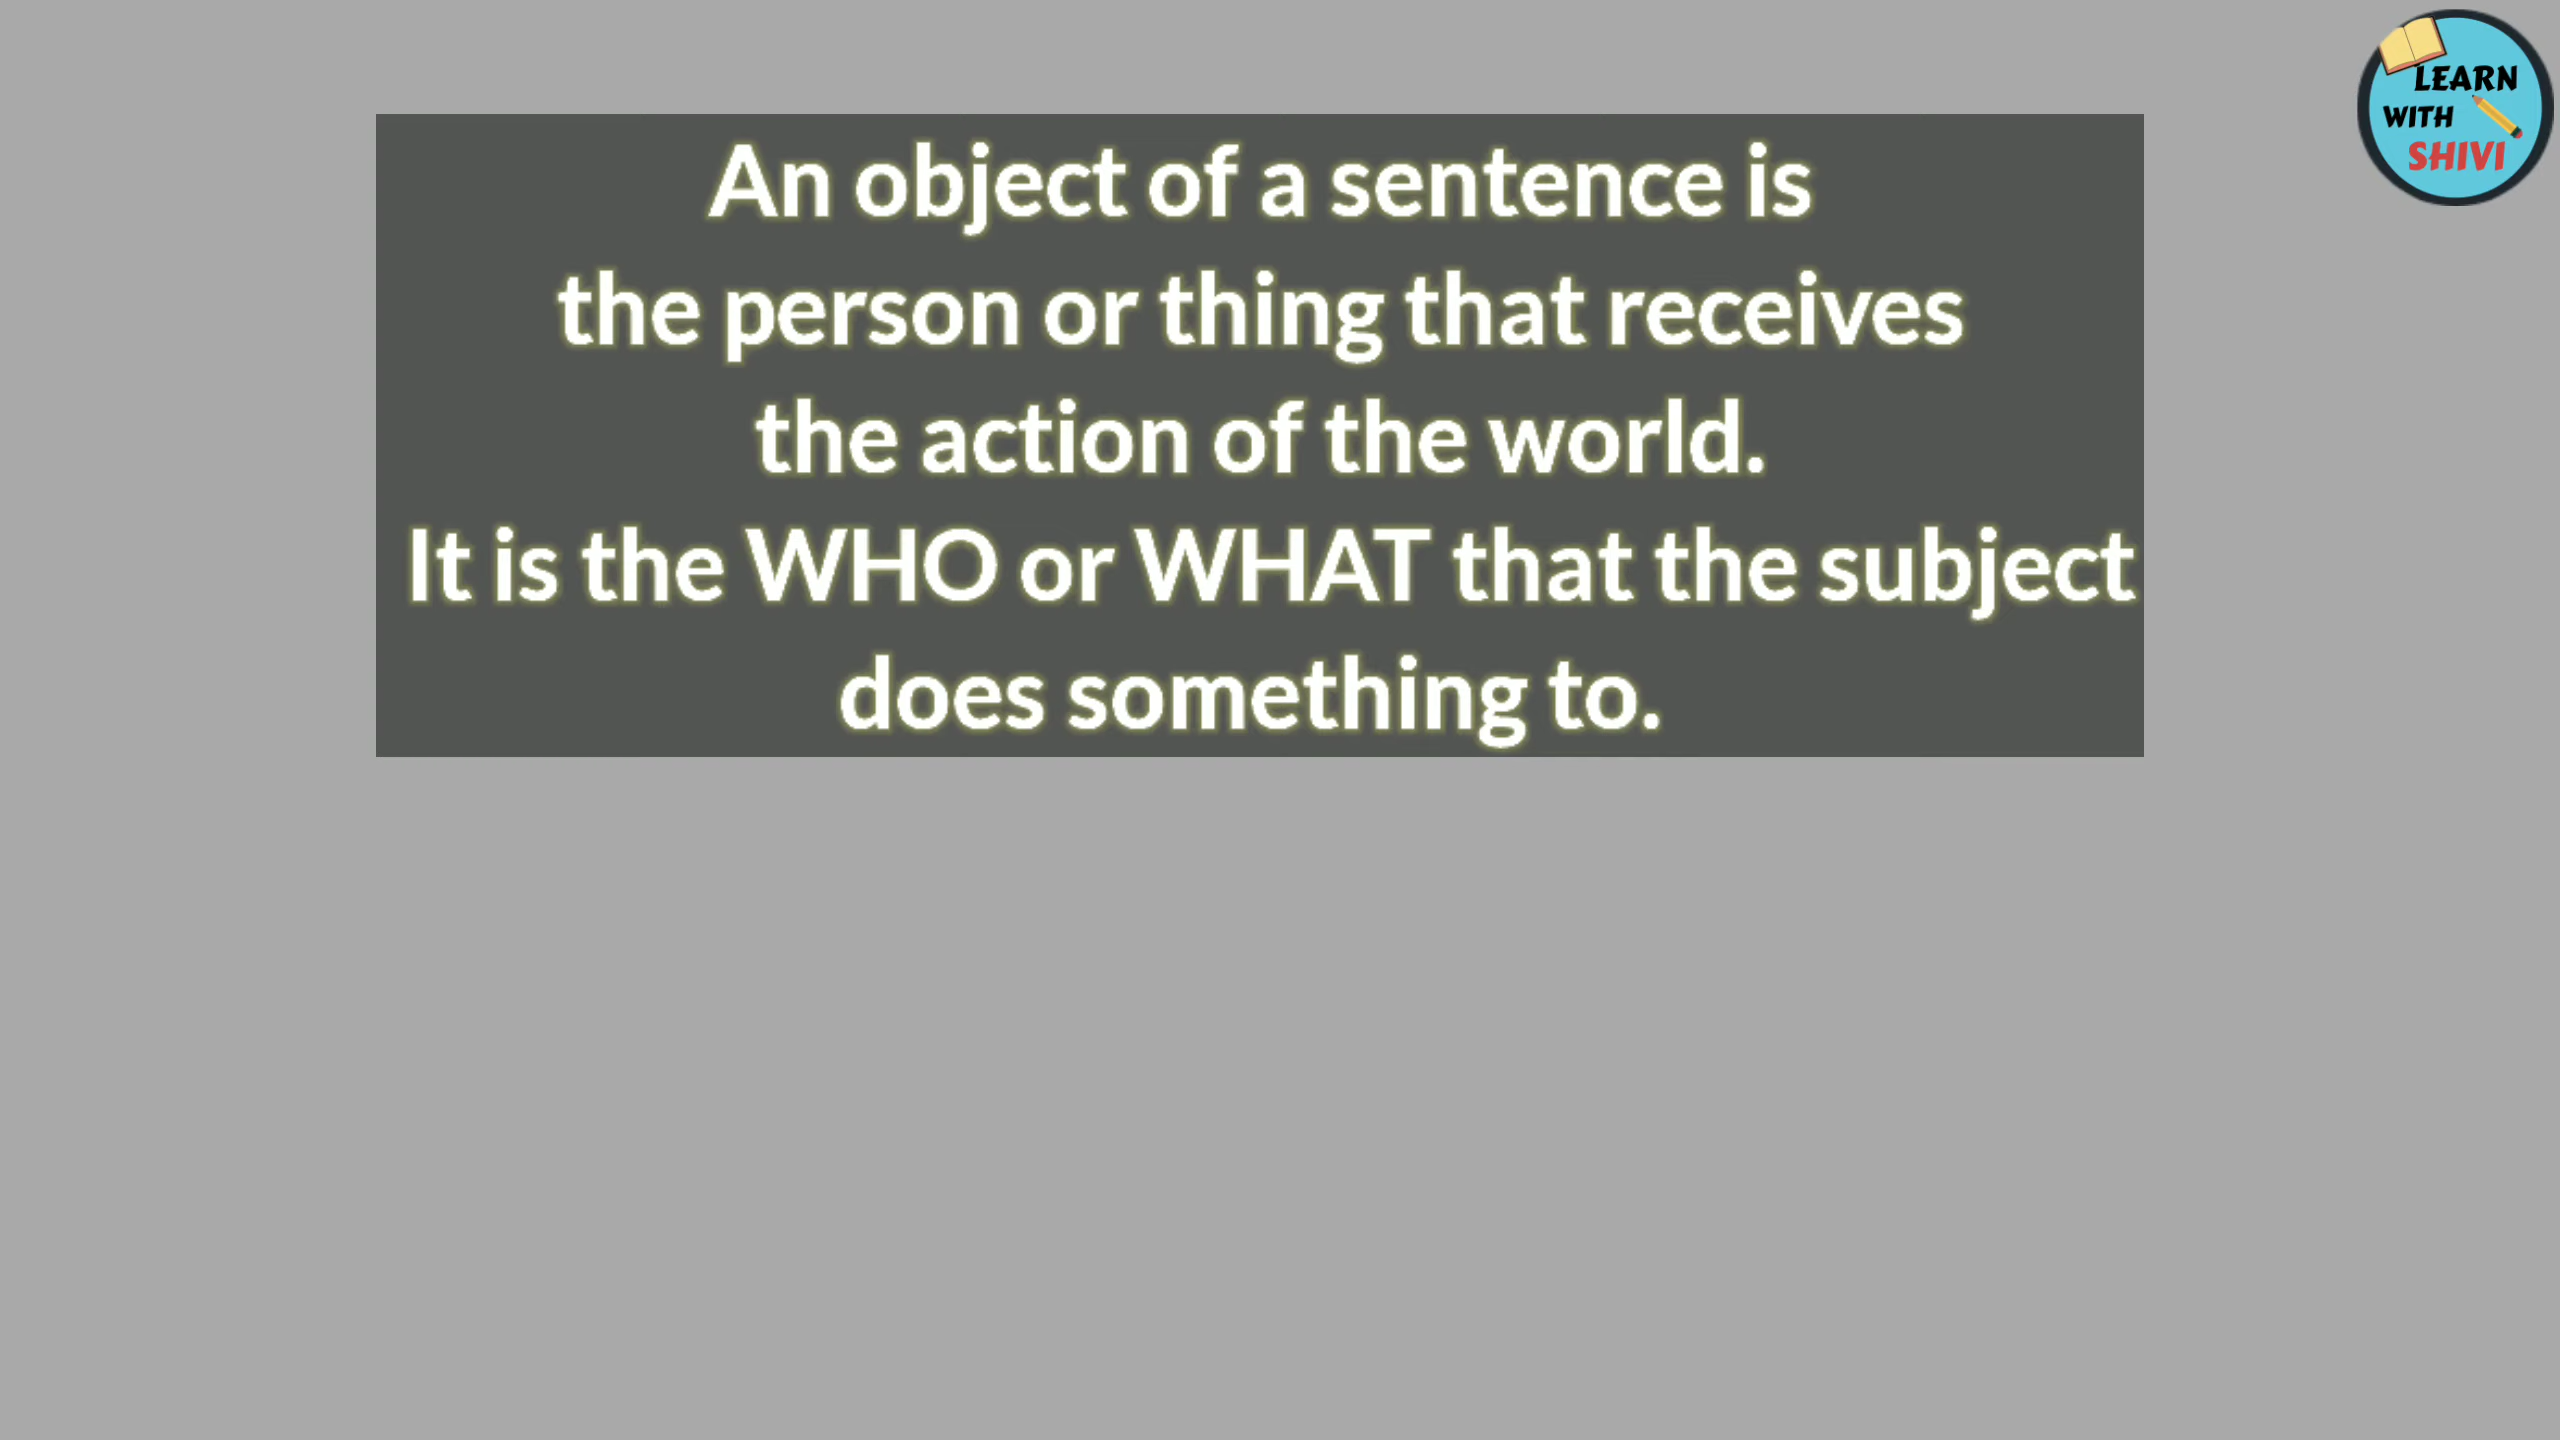 LEARN
WITH
SHIVI
An object of a sentence is
the person or thing that receives
the action of the world.
It is the WHO or WHAT that the subject
does something to.